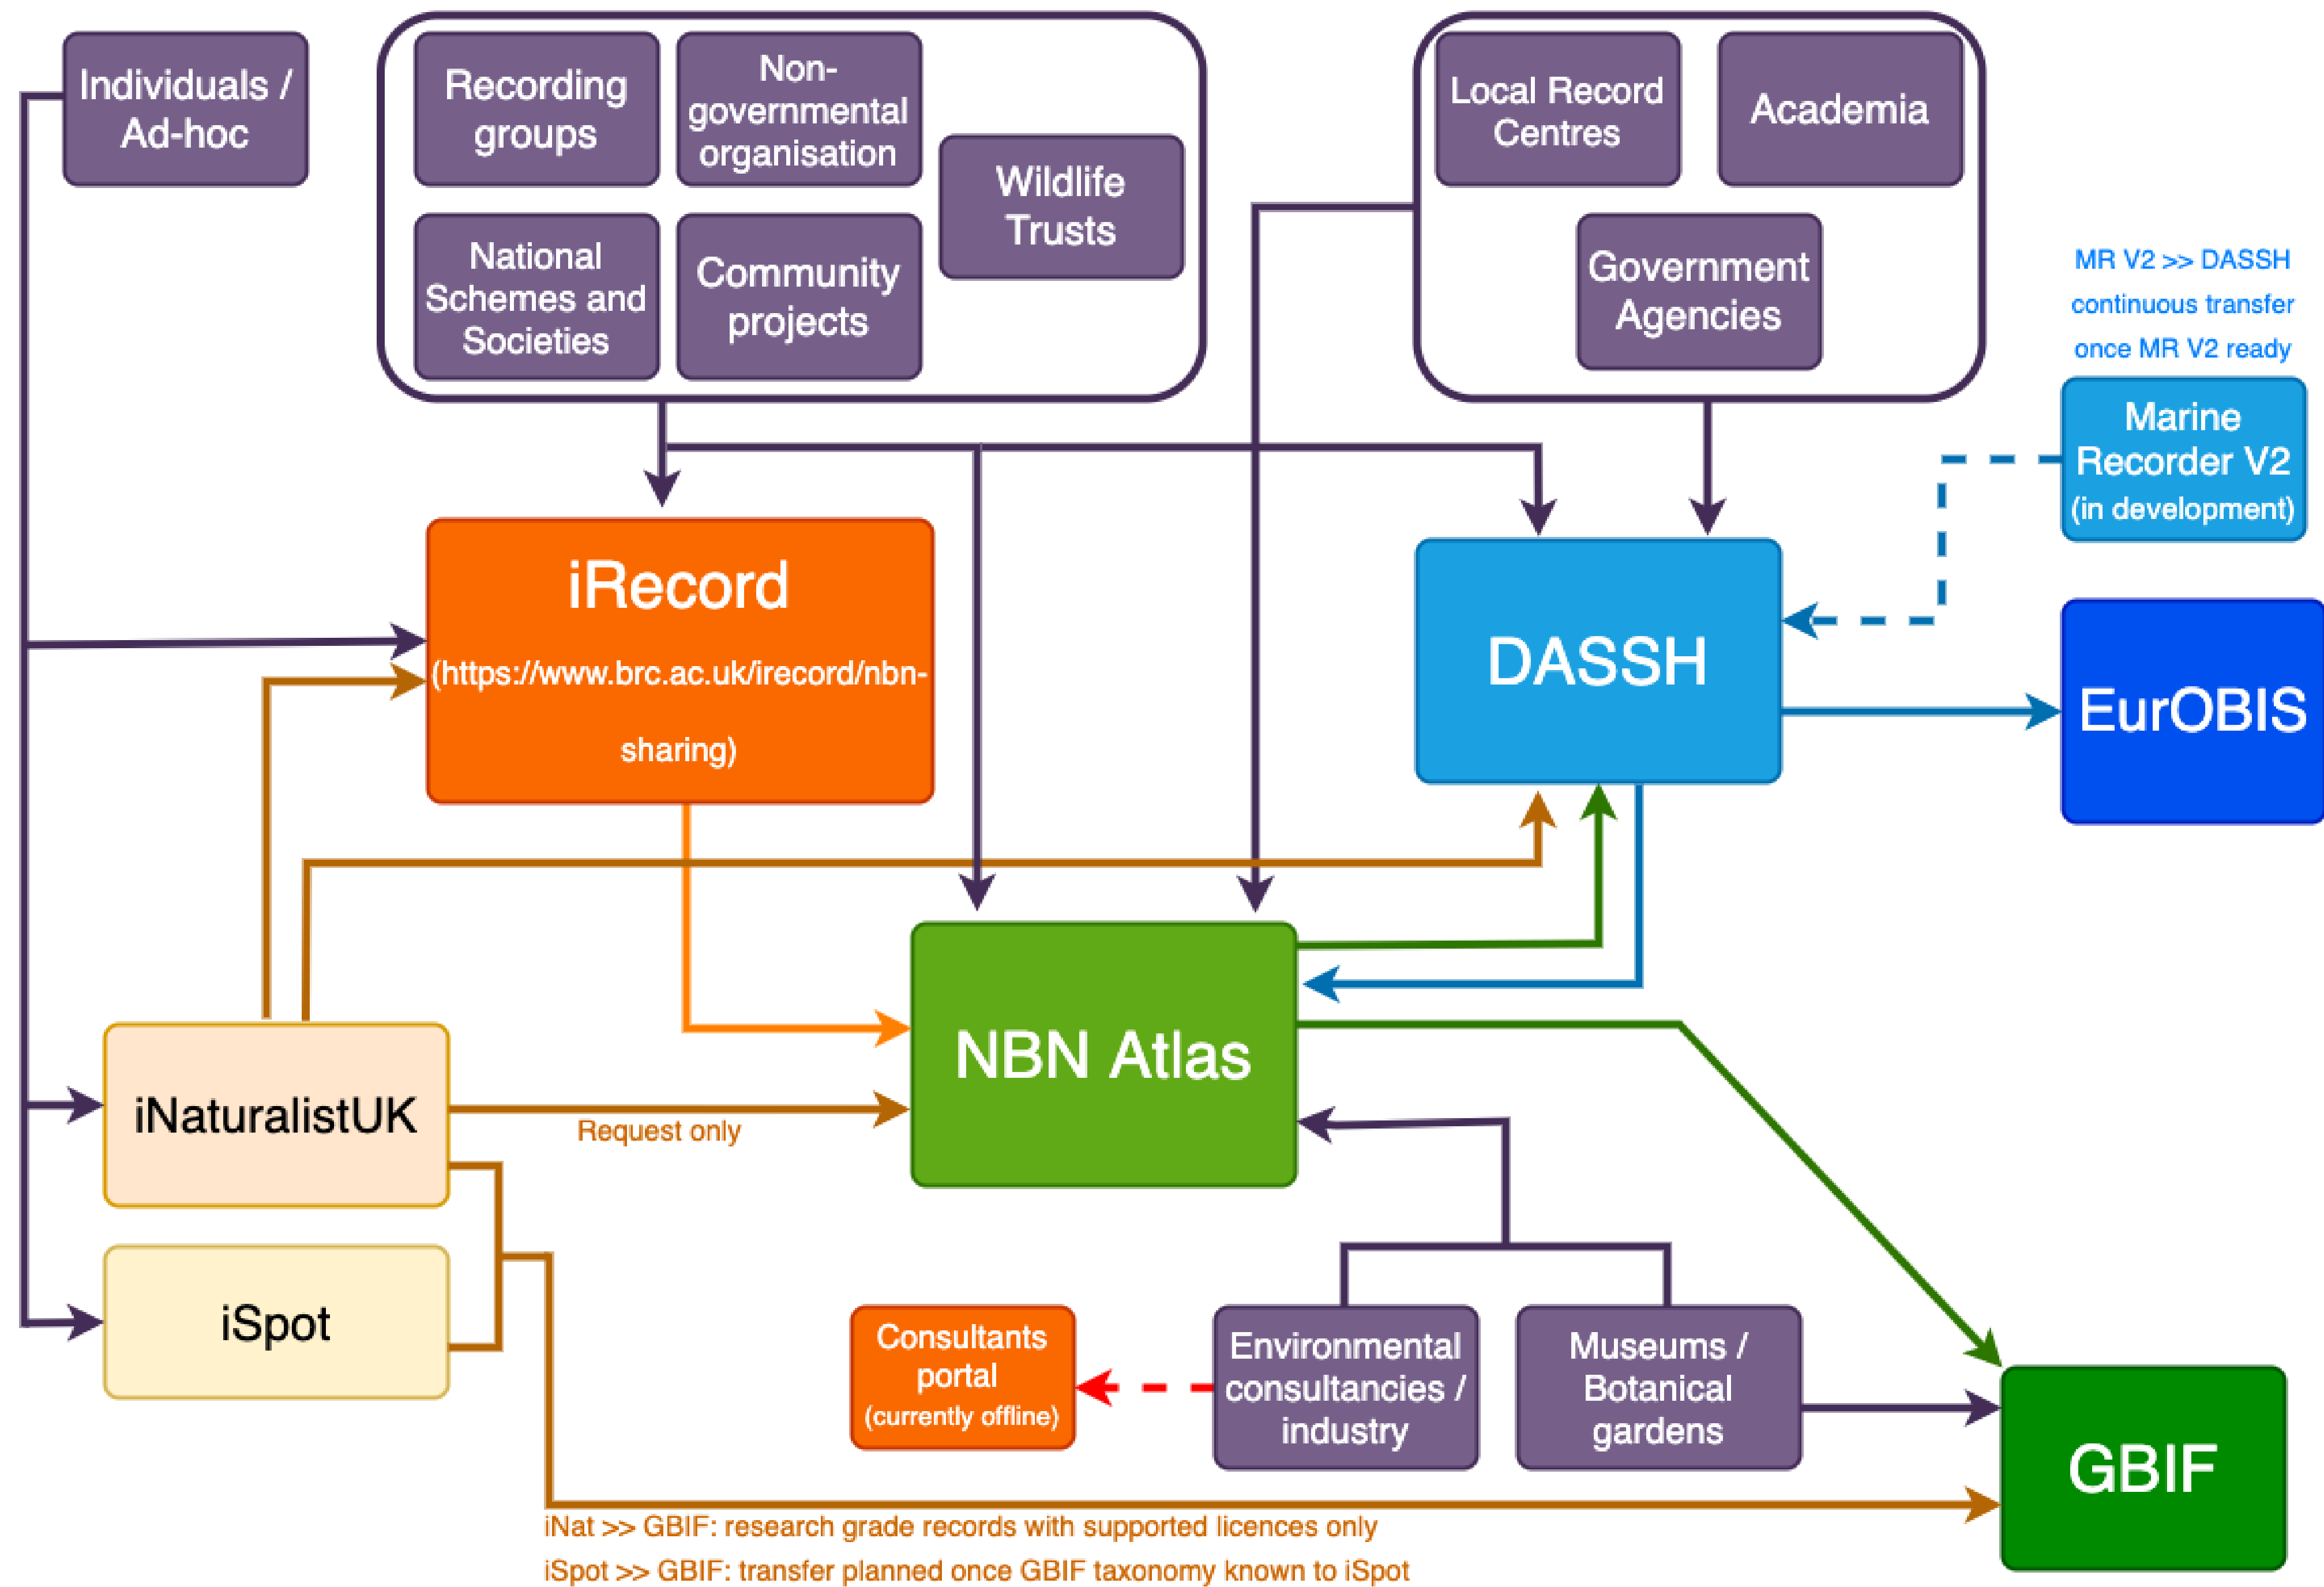 Individuals /
Ad-hoc
Recording
groups
Non-
governmental
organisation
Wildlife
Trusts
National
Schemes and
Societies
Community
projects
Local Record
Centres
Academia
Government
Agencies
MR V2 >> DASSH
continuous transfer
once MR V2 ready
Marine
Recorder V2
(in development)
iRecord
(https://www.brc.ac.uk/irecord/nbn-
sharing)
DASSH
EurOBIS
NBN Atlas
iNaturalistUK
Request only
iSpot
Consultants
portal
(currently offline)
Environmental
consultancies /
industry
Museums /
Botanical
gardens
GBIF
iNat >> GBIF: research grade records with supported licences only
iSpot >> GBIF: transfer planned once GBIF taxonomy known to iSpot